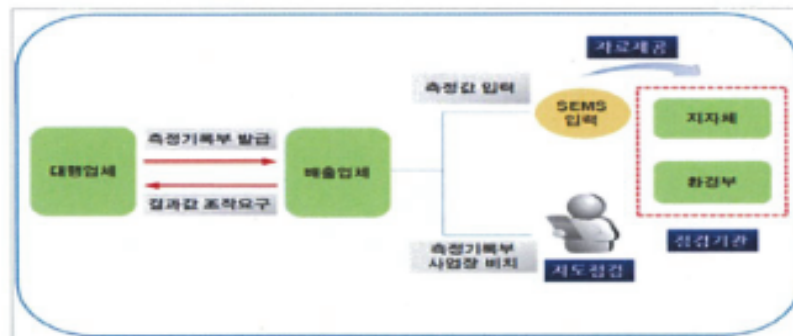 자료제공
측정값 입력
SEMS
입력
지자체
측정기록부 발급
대행업체
배출업체
환경부
결과값 조작요구
측정기록부
사업장 비치
지도점검
점검기관